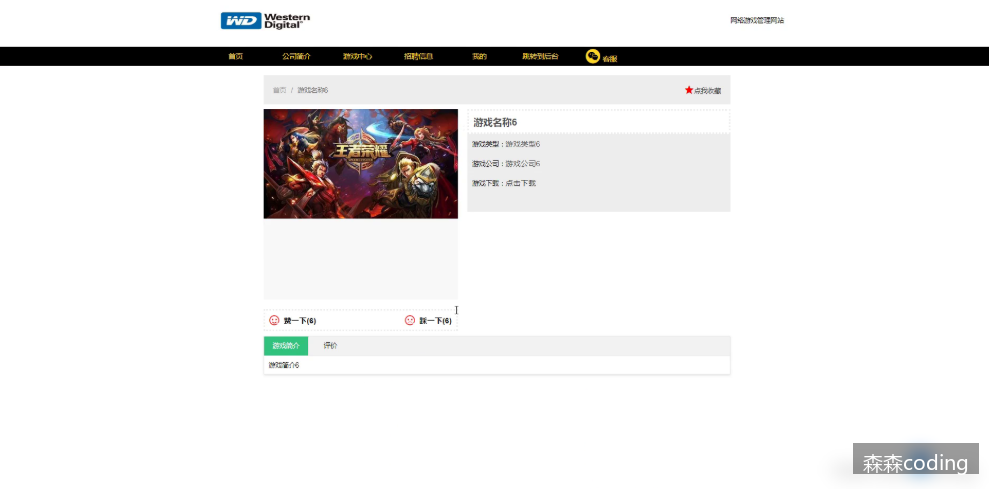 WD Western Digital
网络游戏管理网站
首页 公司简介 游戏中心 招聘信息 我的 跳转到后台 客服
首页 / 游戏名称6 点我收藏
王者荣耀
游戏名称6
游戏类型：游戏类型6
游戏公司：游戏公司6
游戏下载：点击下载
赞一下(6) 踩一下(6)
游戏简介 评价
游戏简介6
森森coding